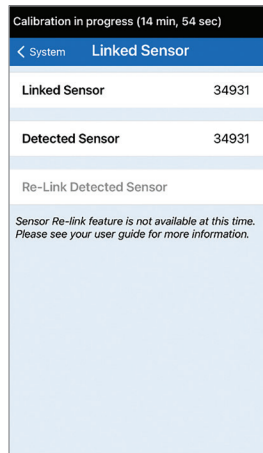 Calibration in progress (14 min, 54 sec)
System Linked Sensor
Linked Sensor 34931
Detected Sensor 34931
Re-Link Detected Sensor
Sensor Re-link feature is not available at this time.
Please see your user guide for more information.